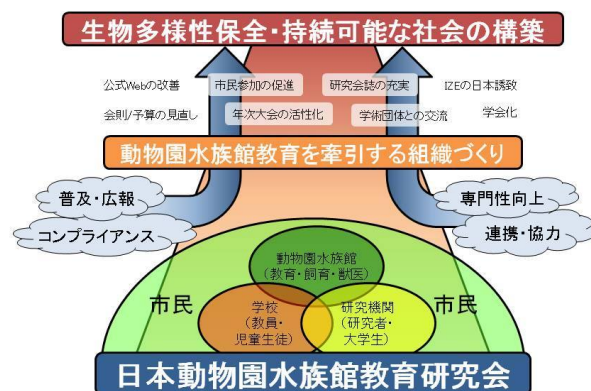 生物多様性保全・持続可能な社会の構築
公式Webの改善
市民参加の促進
研究会誌の充実
IZEの日本誘致
会則/予算の見直し
年次大会の活性化
学術団体との交流
学会化
動物園水族館教育を牽引する組織づくり
普及・広報
コンプライアンス
専門性向上
連携・協力
動物園水族館
(教育・飼育・獣医)
市民
学校
(教員・
児童生徒)
研究機関
(研究者・
大学生)
市民
日本動物園水族館教育研究会